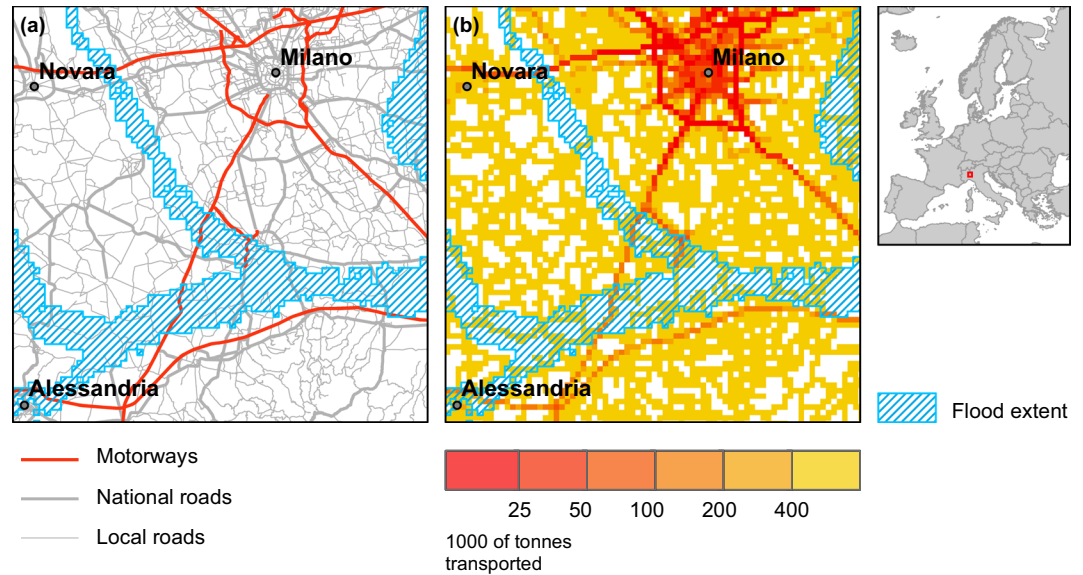 (a)
Milano
Novara
Alessandria
(b)
Milano
Novara
Alessandria
Flood extent
Motorways
National roads
Local roads
25 50 100 200 400
1000 of tonnes
transported